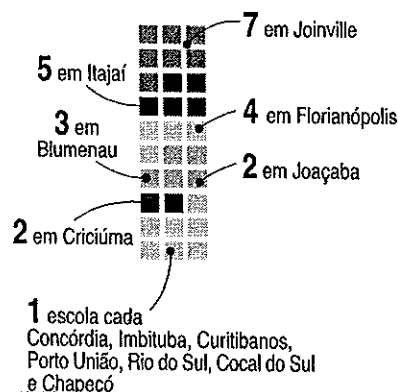 7 em Joinville
5 em Itajaí
4 em Florianópolis
3 em
Blumenau
2 em Joaçaba
2 em Criciúma
1 escola cada
Concórdia, Imbituba, Curitibanos,
Porto União, Rio do Sul, Cocal do Sul
e Chapecó